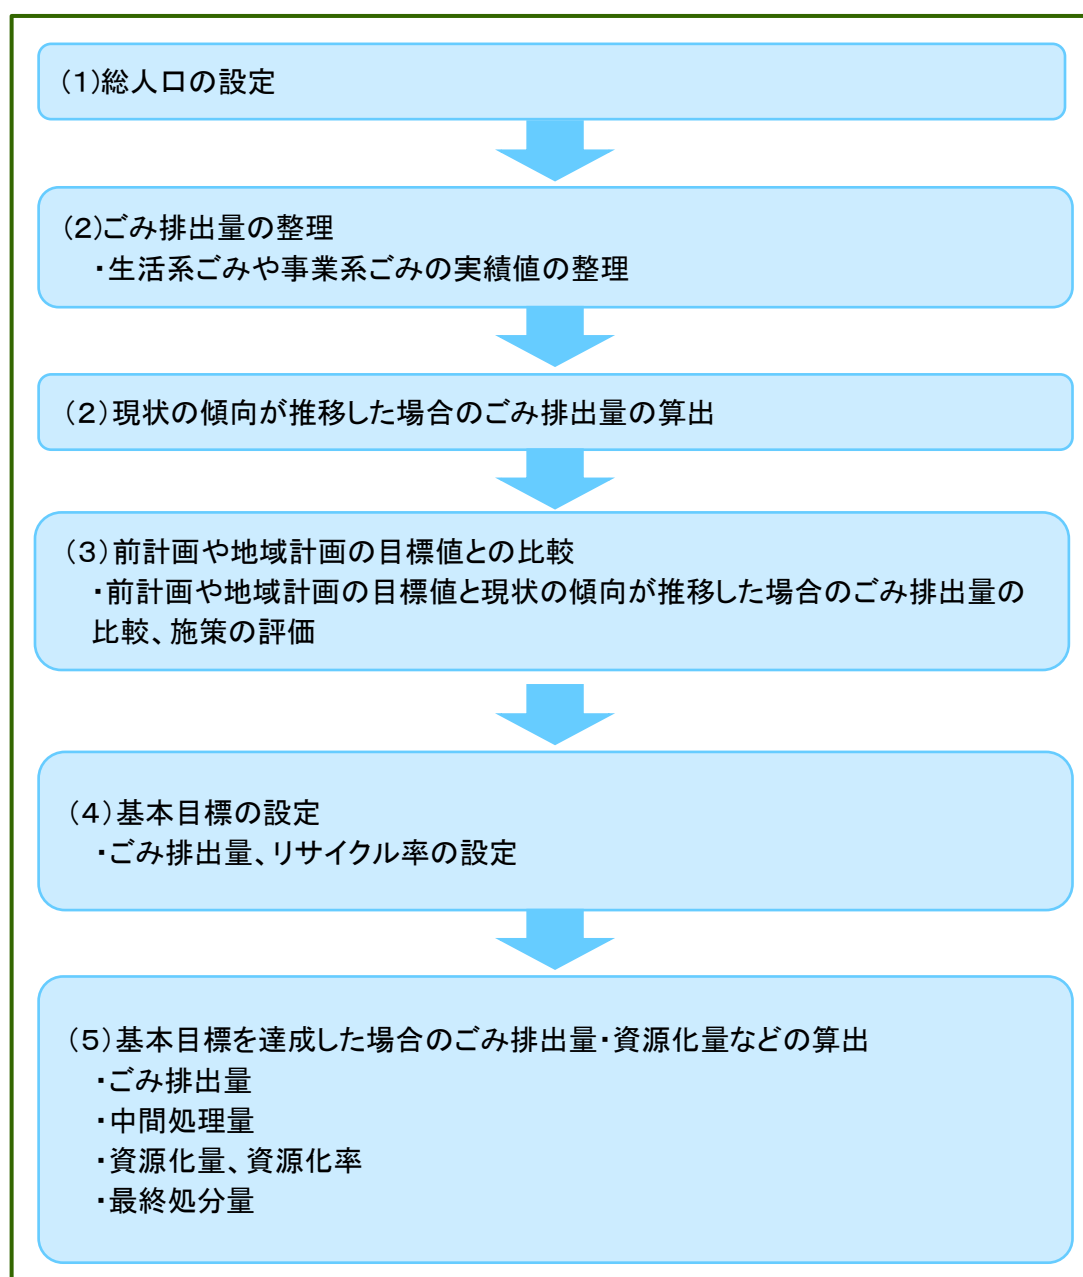 (1)総人口の設定
(2)ごみ排出量の整理
・生活系ごみや事業系ごみの実績値の整理
(2)現状の傾向が推移した場合のごみ排出量の算出
(3)前計画や地域計画の目標値との比較
・前計画や地域計画の目標値と現状の傾向が推移した場合のごみ排出量の
比較、施策の評価
(4)基本目標の設定
・ごみ排出量、リサイクル率の設定
(5)基本目標を達成した場合のごみ排出量・資源化量などの算出
・ごみ排出量
・中間処理量
・資源化量、資源化率
・最終処分量